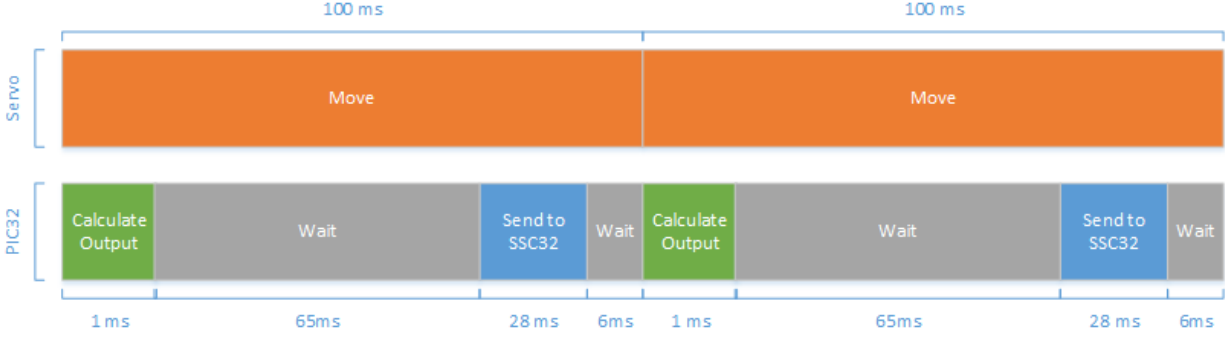 100 ms
100 ms
Servo
Move
Move
PIC32
Calculate
Output
Wait
Send to
SSC32
Wait
Calculate
Output
Wait
Send to
SSC32
Wait
1 ms
65ms
28 ms
6ms
1 ms
65ms
28 ms
6ms